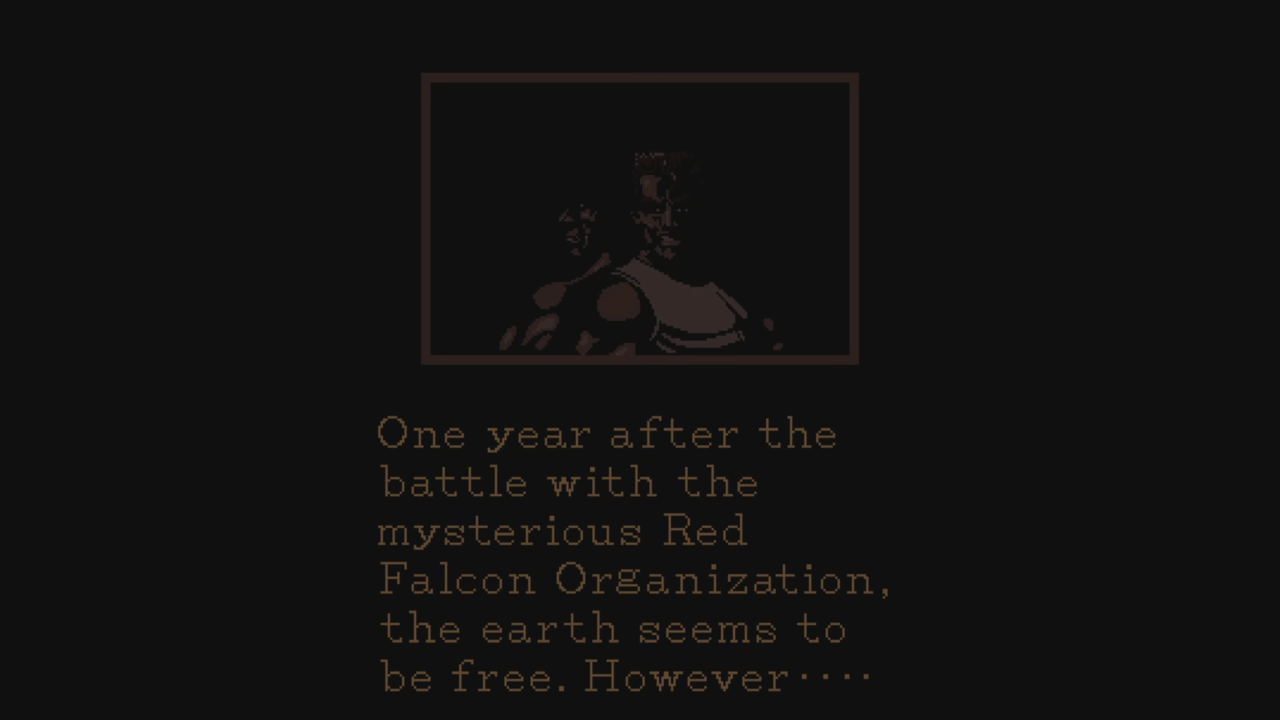 One year after the
battle with the
mysterious Red
Falcon Organization,
the earth seems to
be free. However····